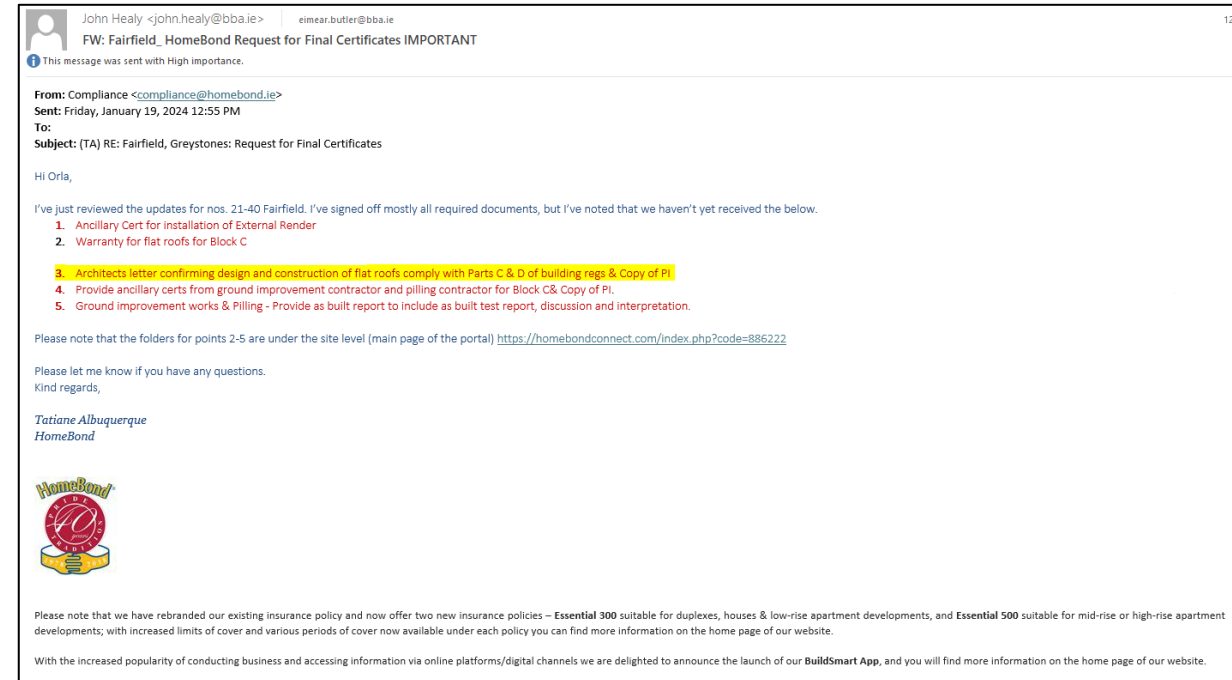 John Healy <john.healy@bba.ie> eimear.butler@bba.ie 12
FW: Fairfield_ HomeBond Request for Final Certificates IMPORTANT
This message was sent with High importance.
From: Compliance <compliance@homebond.ie>
Sent: Friday, January 19, 2024 12:55 PM
To:
Subject: (TA) RE: Fairfield, Greystones: Request for Final Certificates
Hi Orla,
I've just reviewed the updates for nos. 21-40 Fairfield. I've signed off mostly all required documents, but I've noted that we haven't yet received the below.
1. Ancillary Cert for installation of External Render
2. Warranty for flat roofs for Block C
3. Architects letter confirming design and construction of flat roofs comply with Parts C & D of building regs & Copy of PI
4. Provide ancillary certs from ground improvement contractor and pilling contractor for Block C& Copy of PI.
5. Ground improvement works & Pilling - Provide as built report to include as built test report, discussion and interpretation.
Please note that the folders for points 2-5 are under the site level (main page of the portal) https://homebondconnect.com/index.php?code=886222
Please let me know if you have any questions.
Kind regards,
Tatiane Albuquerque
HomeBond
HomeBond
PRIDE
40
years
TRADITION
Please note that we have rebranded our existing insurance policy and now offer two new insurance policies – Essential 300 suitable for duplexes, houses & low-rise apartment developments, and Essential 500 suitable for mid-rise or high-rise apartment
developments; with increased limits of cover and various periods of cover now available under each policy you can find more information on the home page of our website.
With the increased popularity of conducting business and accessing information via online platforms/digital channels we are delighted to announce the launch of our BuildSmart App, and you will find more information on the home page of our website.